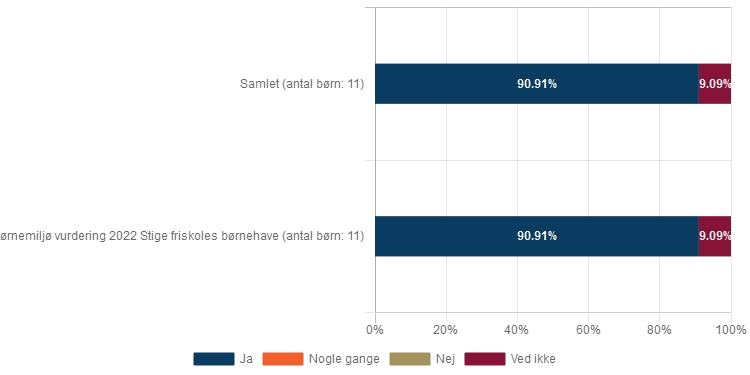 Samlet (antal børn: 11)
90.91%
9.09%
ørnemiljø vurdering 2022 Stige friskoles børnehave (antal børn: 11)
90.91%
9.09%
0% 20% 40% 60% 80% 100%
Ja Nogle gange Nej Ved ikke